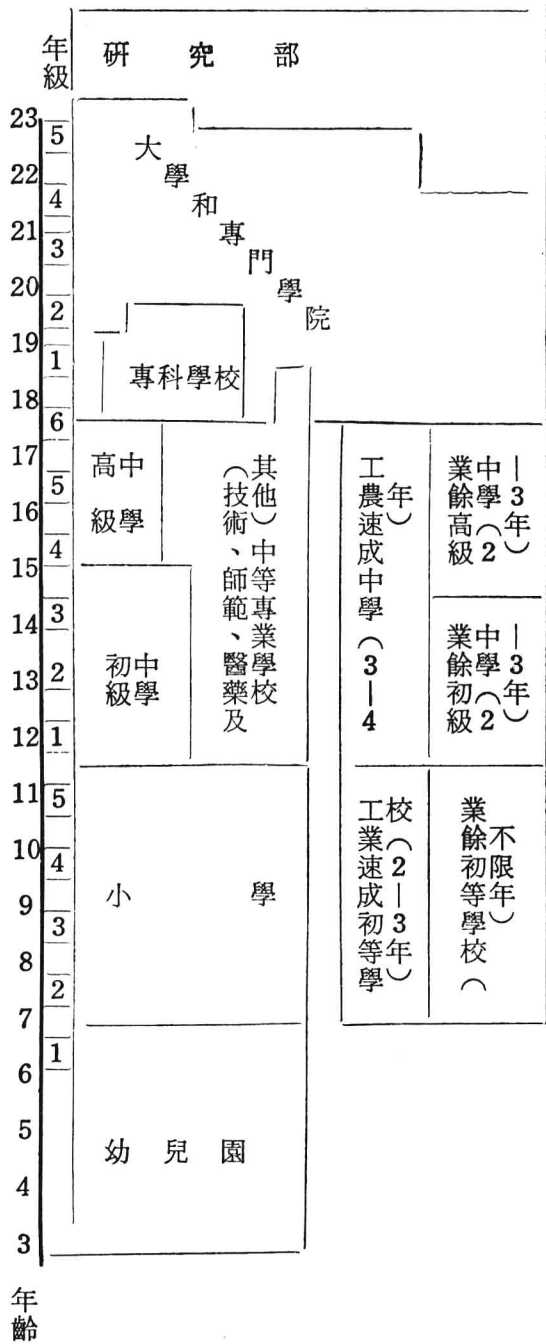 年級
研究部
23
5
22
4
21
3
20
2
19
1
18
6
17
5
16
4
15
3
14
2
13
1
12
11
5
10
4
9
3
8
2
7
1
6
5
4
3
年齡
大學和專門學院
專科學校
高級
中學
(技術、師範、醫藥及
其他)中等專業學校
工農速成中學(3—4
年)
業餘高級
中學(2
—3年)
初級
中學
業餘初級
中學(2
—3年)
小學
工業速成初等學
校(2—3年)
業餘初等學校(
不限年)
幼兒園